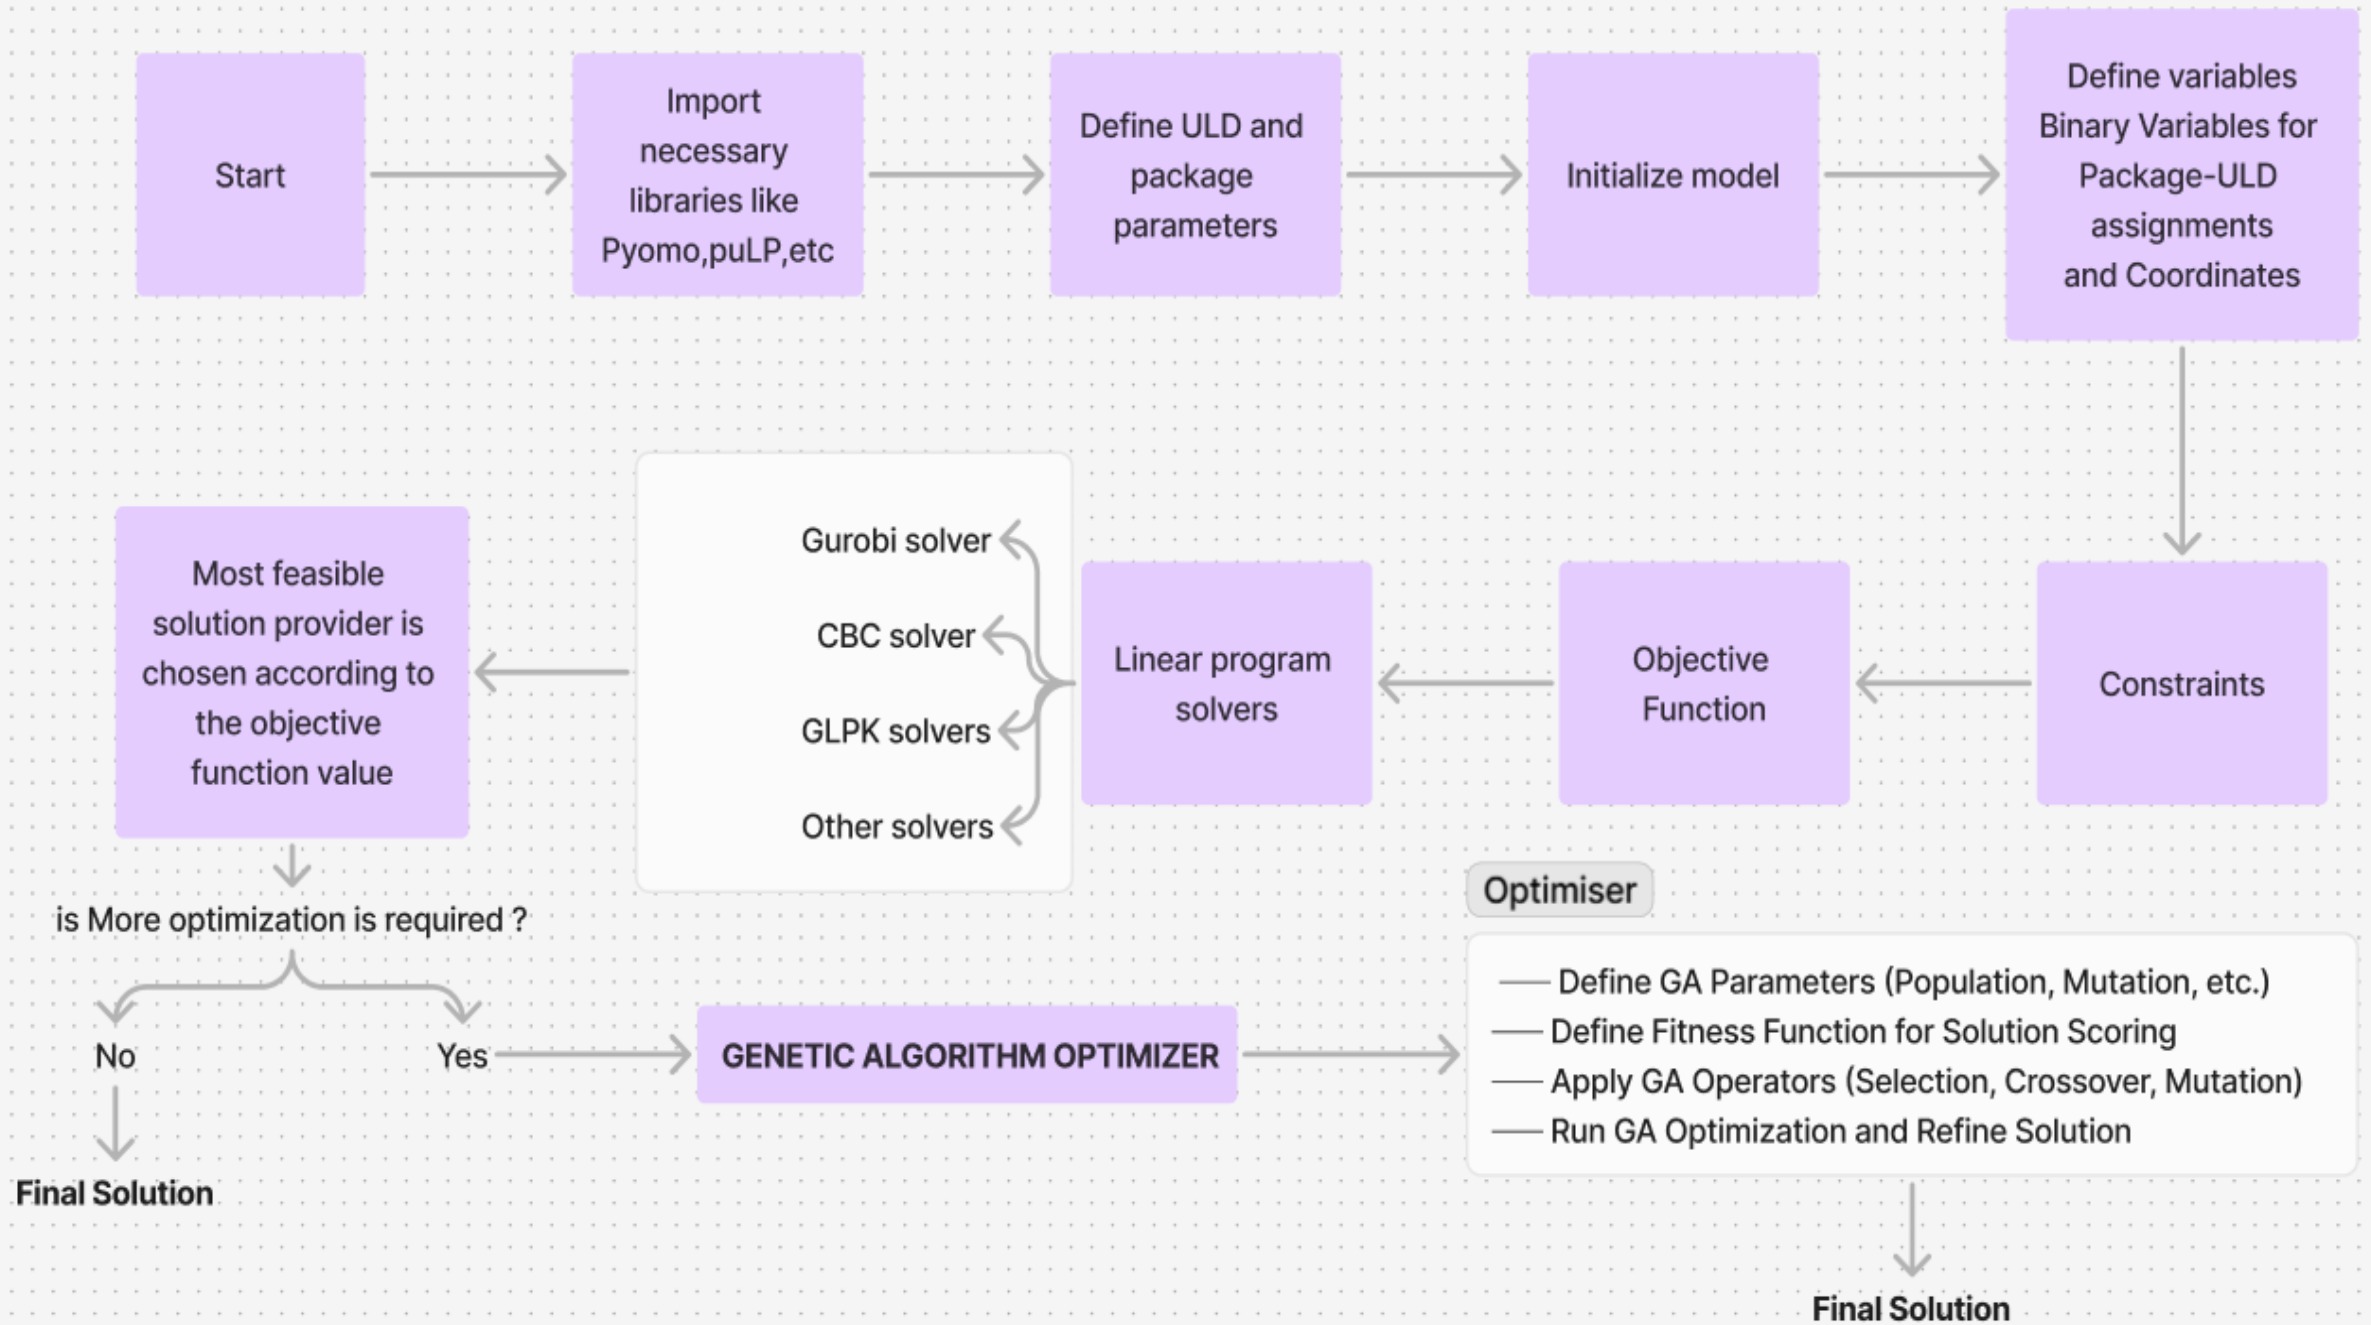 Start
Import
necessary
libraries like
Pyomo,puLP,etc
Define ULD and
package
parameters
Initialize model
Define variables
Binary Variables for
Package-ULD
assignments
and Coordinates
Constraints
Objective
Function
Linear program
solvers
Gurobi solver
CBC solver
GLPK solvers
Other solvers
Most feasible
solution provider is
chosen according to
the objective
function value
is More optimization is required ?
No
Yes
Final Solution
GENETIC ALGORITHM OPTIMIZER
Optimiser
Define GA Parameters (Population, Mutation, etc.)
Define Fitness Function for Solution Scoring
Apply GA Operators (Selection, Crossover, Mutation)
Run GA Optimization and Refine Solution
Final Solution